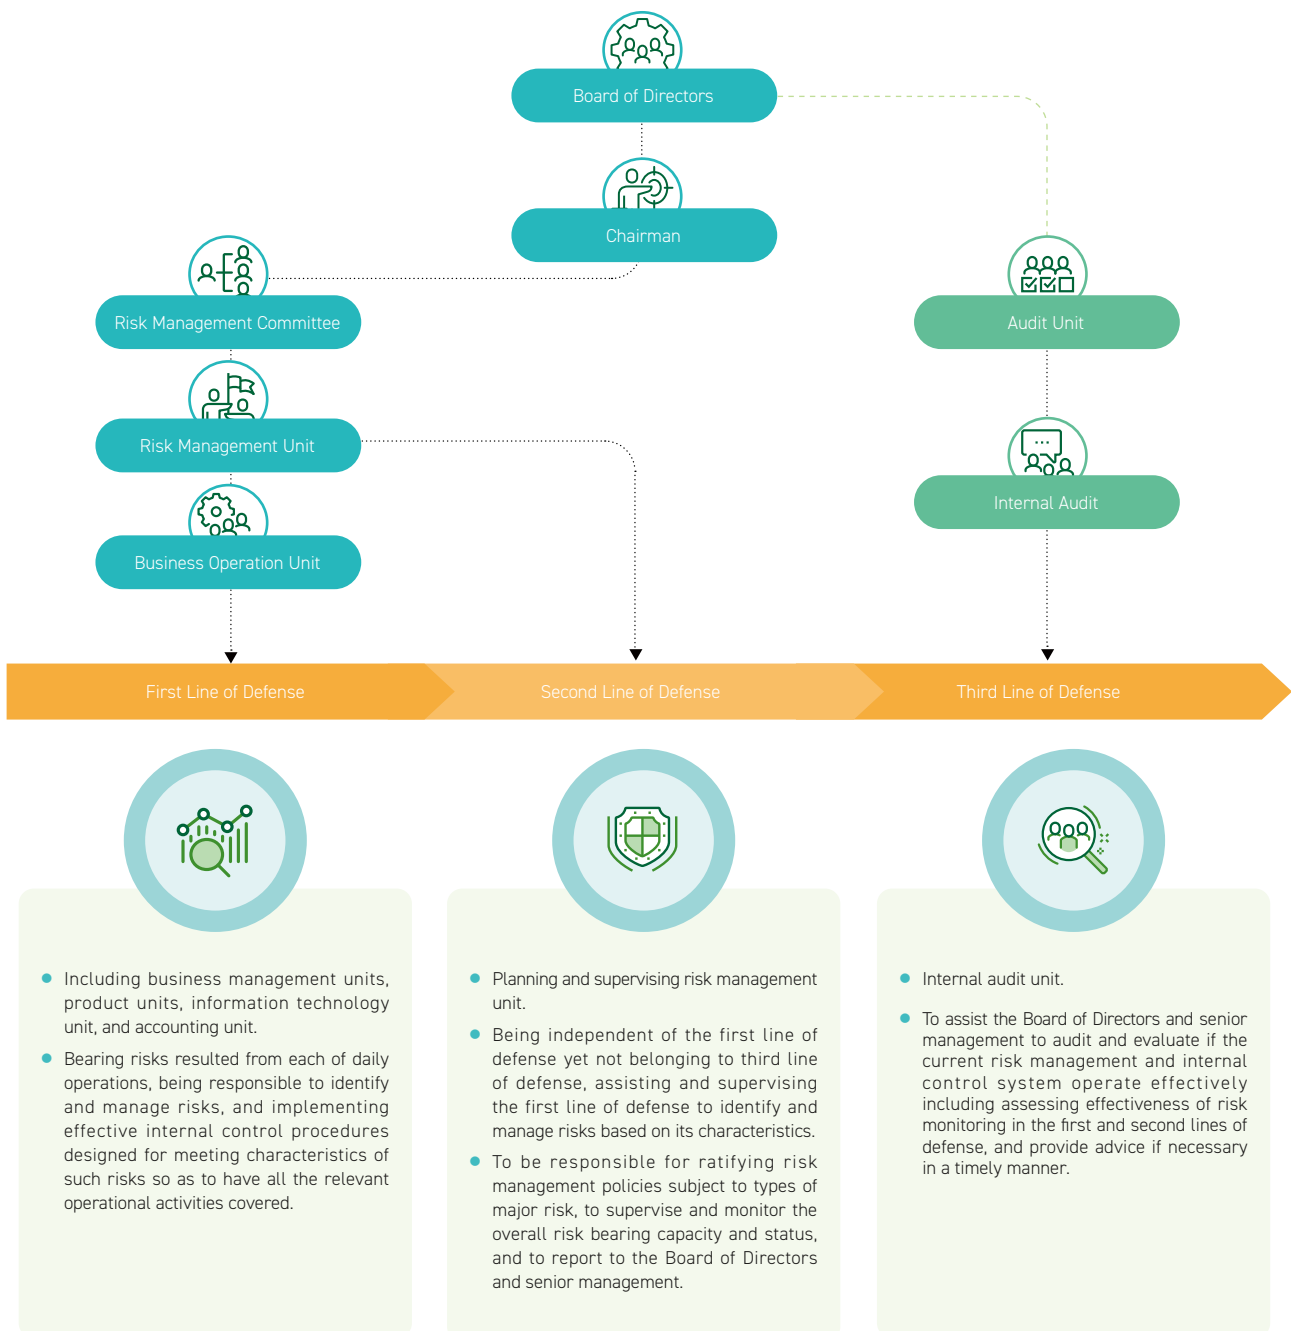 Board of Directors
Chairman
Risk Management Committee
Audit Unit
Risk Management Unit
Internal Audit
Business Operation Unit
First Line of Defense
Second Line of Defense
Third Line of Defense
Including business management units,
product units, information technology
unit, and accounting unit.
Bearing risks resulted from each of daily
operations, being responsible to identify
and manage risks, and implementing
effective internal control procedures
designed for meeting characteristics of
such risks so as to have all the relevant
operational activities covered.
Planning and supervising risk management
unit.
Being independent of the first line of
defense yet not belonging to third line
of defense, assisting and supervising
the first line of defense to identify and
manage risks based on its characteristics.
To be responsible for ratifying risk
management policies subject to types of
major risk, to supervise and monitor the
overall risk bearing capacity and status,
and to report to the Board of Directors
and senior management.
Internal audit unit.
To assist the Board of Directors and senior
management to audit and evaluate if the
current risk management and internal
control system operate effectively
including assessing effectiveness of risk
monitoring in the first and second lines of
defense, and provide advice if necessary
in a timely manner.